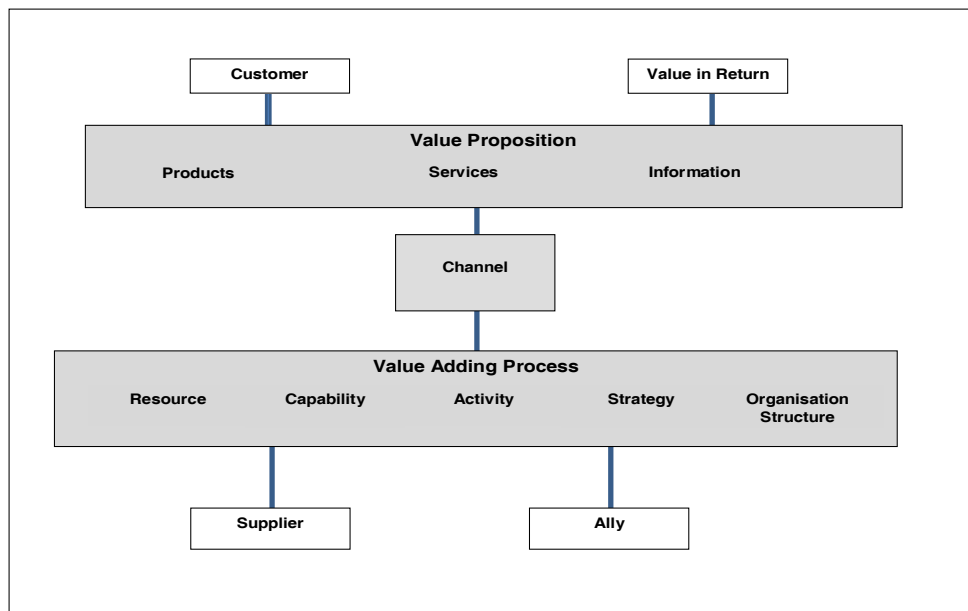 Customer
Value in Return
Value Proposition
Products
Services
Information
Channel
Value Adding Process
Resource
Capability
Activity
Strategy
Organisation
Structure
Supplier
Ally